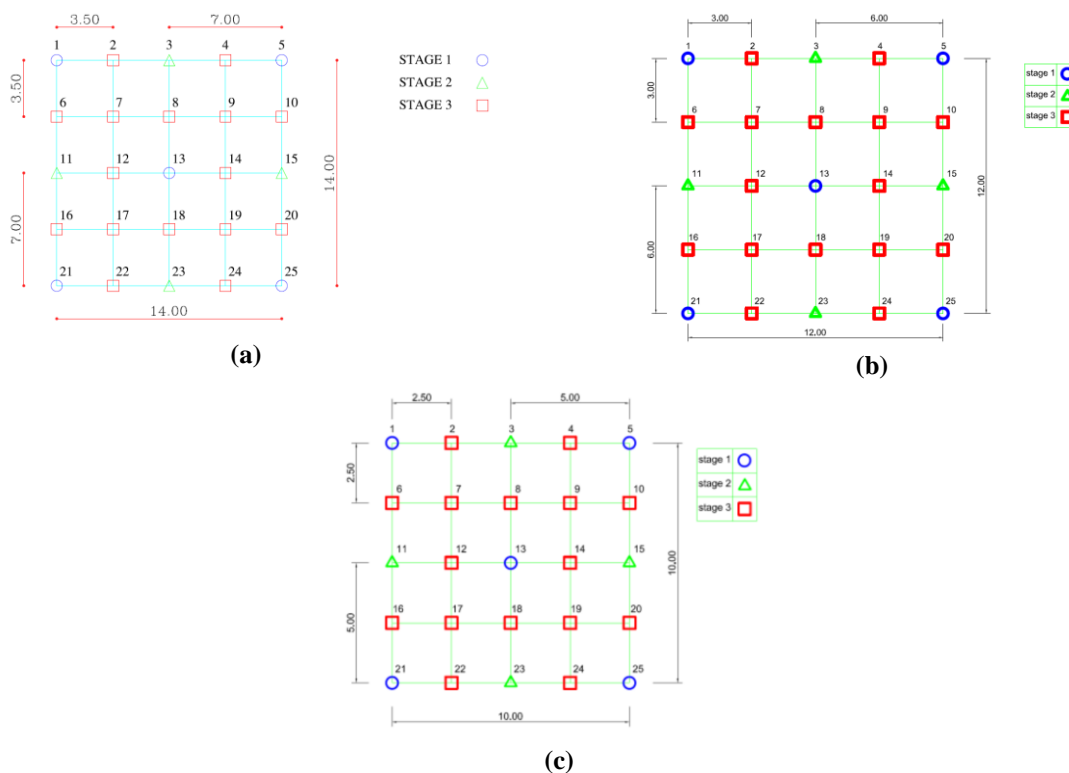 3.50 7.00
1 2 3 4 5
3.50
6 7 8 9 10
11 12 13 14 15
14.00
7.00
16 17 18 19 20
21 22 23 24 25
14.00
STAGE 1
STAGE 2
STAGE 3
(a)
3.00 6.00
1 2 3 4 5
3.00
6 7 8 9 10
11 12 13 14 15
12.00
6.00
16 17 18 19 20
21 22 23 24 25
12.00
stage 1
stage 2
stage 3
(b)
2.50 5.00
1 2 3 4 5
2.50
6 7 8 9 10
11 12 13 14 15
10.00
5.00
16 17 18 19 20
21 22 23 24 25
10.00
stage 1
stage 2
stage 3
(c)